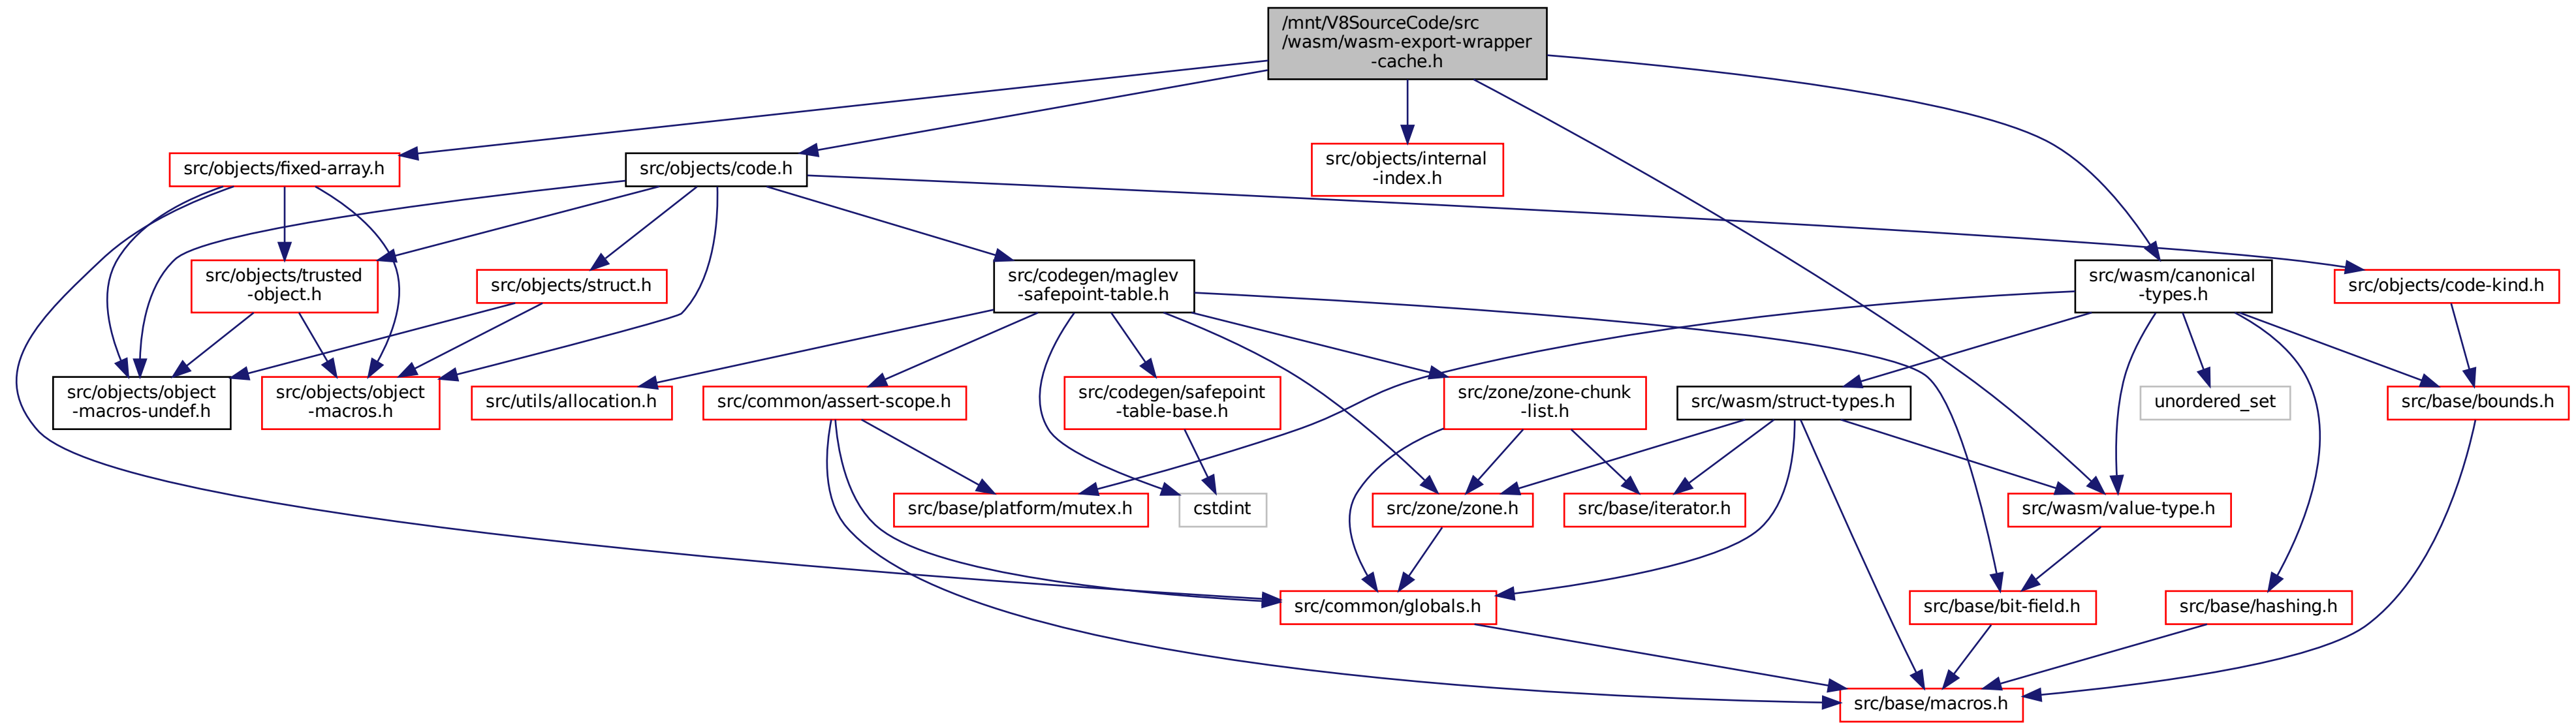 /mnt/V8SourceCode/src
/wasm/wasm-export-wrapper
-cache.h
src/objects/fixed-array.h
src/objects/code.h
src/objects/internal
-index.h
src/objects/trusted
-object.h
src/objects/struct.h
src/codegen/maglev
-safepoint-table.h
src/wasm/canonical
-types.h
src/objects/code-kind.h
src/objects/object
-macros-undef.h
src/objects/object
-macros.h
src/utils/allocation.h
src/common/assert-scope.h
src/codegen/safepoint
-table-base.h
src/zone/zone-chunk
-list.h
src/wasm/struct-types.h
unordered_set
src/base/bounds.h
src/base/platform/mutex.h
cstdint
src/zone/zone.h
src/base/iterator.h
src/wasm/value-type.h
src/common/globals.h
src/base/bit-field.h
src/base/hashing.h
src/base/macros.h